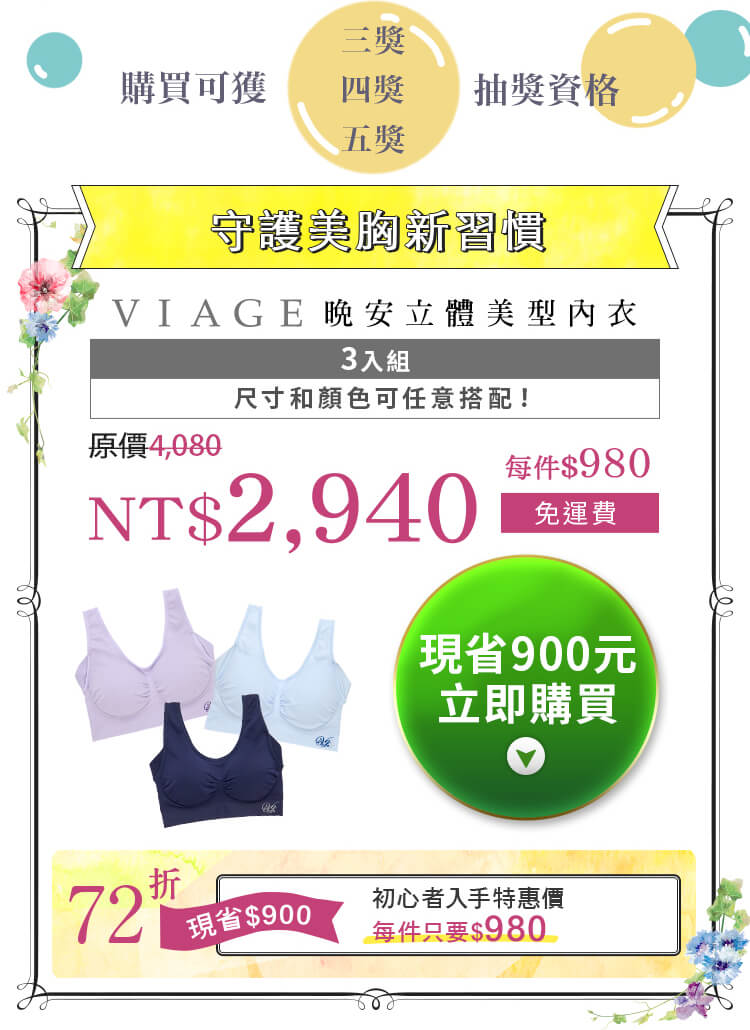 三獎
購買可獲 四獎 抽獎資格
五獎
守護美胸新習慣
VIAGE 晚安立體美型內衣
3入組
尺寸和顏色可任意搭配！
原價4,080
NT$2,940
每件$980
免運費
現省900元
立即購買
72折
現省$900
初心者入手特惠價
每件只要$980